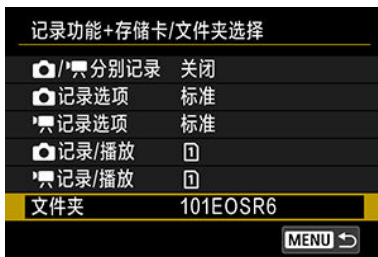 记录功能+存储卡/文件夹选择
/分别记录 关闭
记录选项 标准
记录选项 标准
记录/播放 1
记录/播放 1
文件夹 101EOSR6
MENU